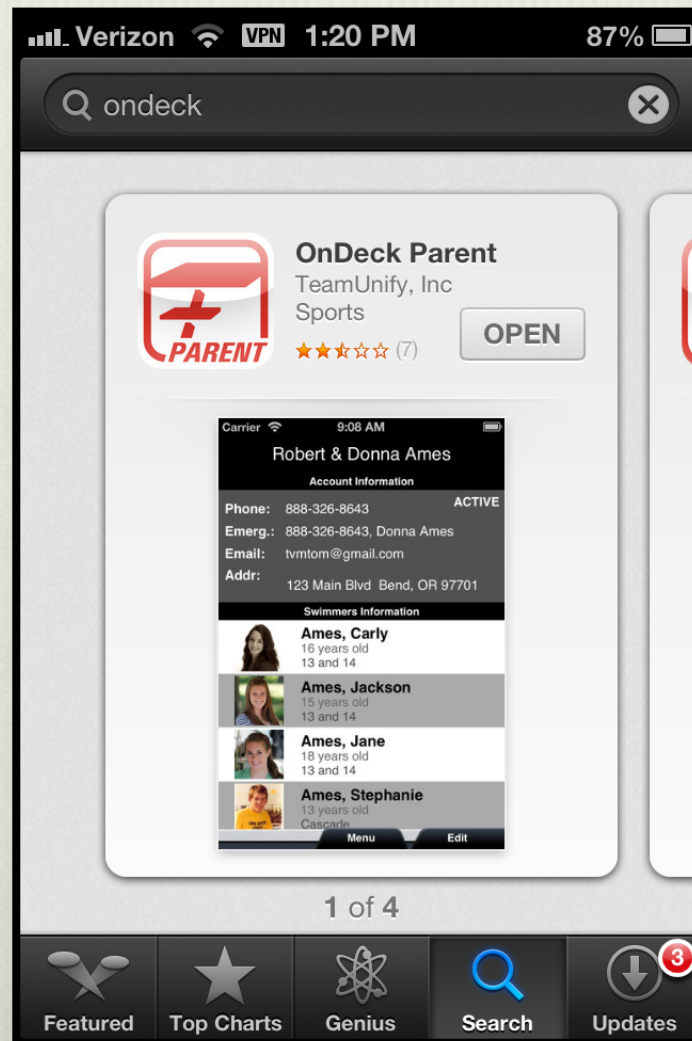 Verizon VPN 1:20 PM 87%
ondeck
OnDeck Parent
TeamUnify, Inc
Sports
PARENT
(7)
OPEN
Carrier 9:08 AM
Robert & Donna Ames
Account Information
ACTIVE
Phone: 888-326-8643
Emerg.: 888-326-8643, Donna Ames
Email: tvmtom@gmail.com
Addr:
123 Main Blvd Bend, OR 97701
Swimmers Information
Ames, Carly
16 years old
13 and 14
Ames, Jackson
15 years old
13 and 14
Ames, Jane
18 years old
13 and 14
Ames, Stephanie
13 years old
Cascade
Menu Edit
1 of 4
3
Featured Top Charts Genius Search Updates